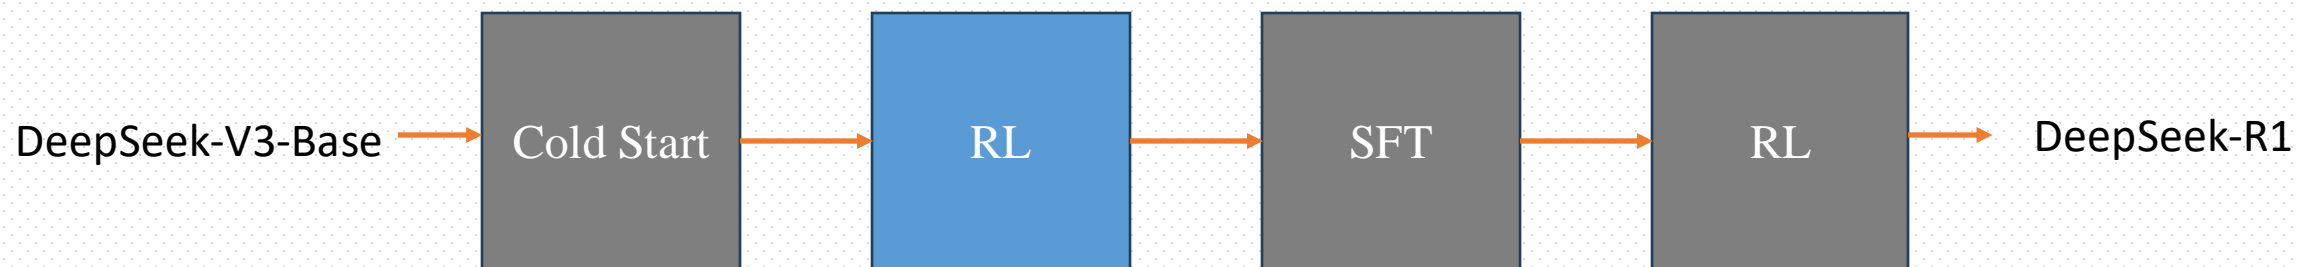 DeepSeek-V3-Base
Cold Start
RL
SFT
RL
DeepSeek-R1